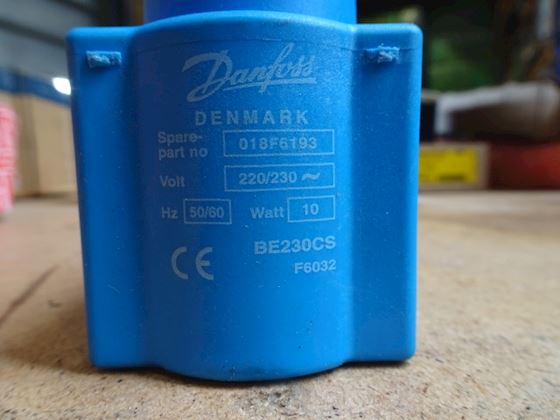 Danfoss
DENMARK
Spare-
part no 018F6193
Volt 220/230 ~
Hz 50/60 Watt 10
CE BE230CS
F6032